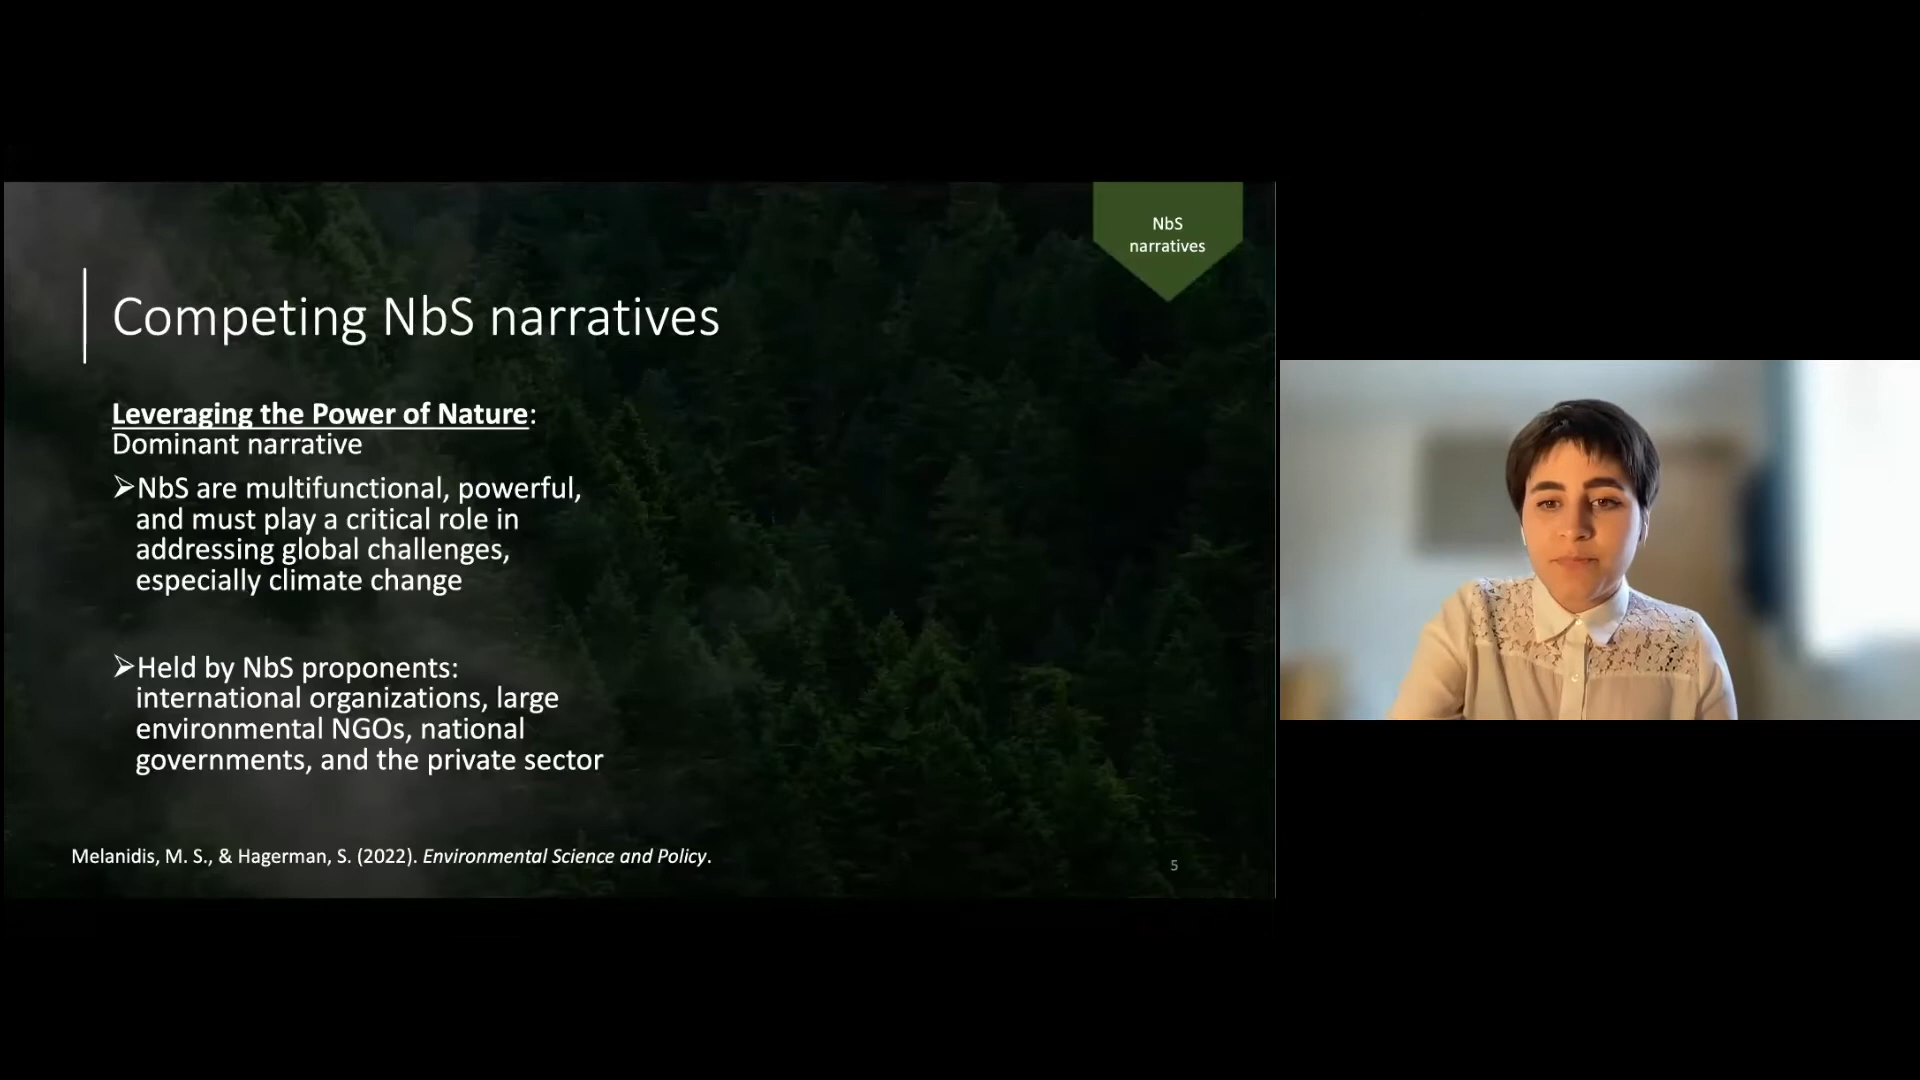 NbS
narratives
Competing NbS narratives
Leveraging the Power of Nature:
Dominant narrative
➢NbS are multifunctional, powerful,
and must play a critical role in
addressing global challenges,
especially climate change
➢Held by NbS proponents:
international organizations, large
environmental NGOs, national
governments, and the private sector
Melanidis, M. S., & Hagerman, S. (2022). Environmental Science and Policy.
5